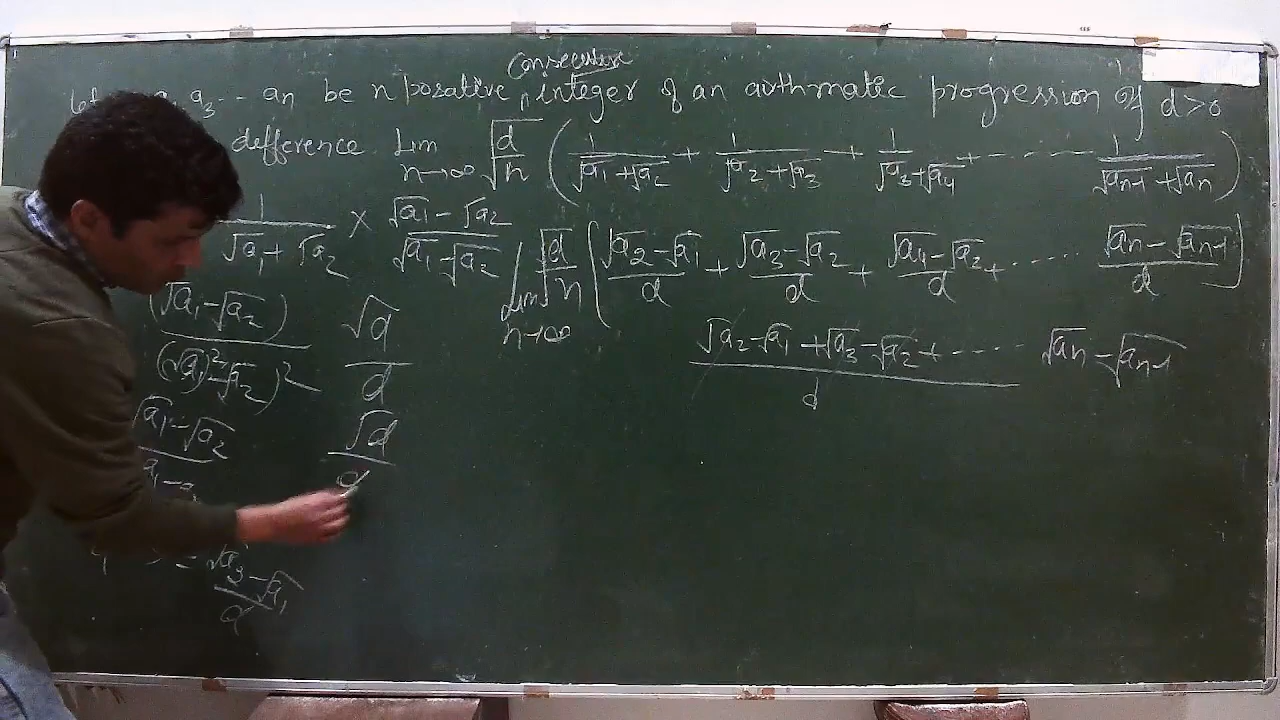 consecutive
Let a₃ ... an be n posative, integer of an arthmatic progression of d>0
difference Lim n→∞ √(d/n) (1/(√a₁+√a₂) + 1/(√a₂+√a₃) + 1/(√a₃+√a₄) + ...... 1/(√an-1 + √an))
1/(√a₁+√a₂) × (√a₁-√a₂)/(√a₁-√a₂)
Lim n→∞ √(d/n) [(√a₂-√a₁)/d + (√a₃-√a₂)/d + (√a₄-√a₂)/d + ...... (√an - √an-1)/d]
(√a₁-√a₂)/((√a₁)²-(√a₂)²)
√a/d
(√a₂-√a₁+√a₃-√a₂+ ...... √an-√an-1)/d
√a₁-√a₂
√d
√a₃-√a₁